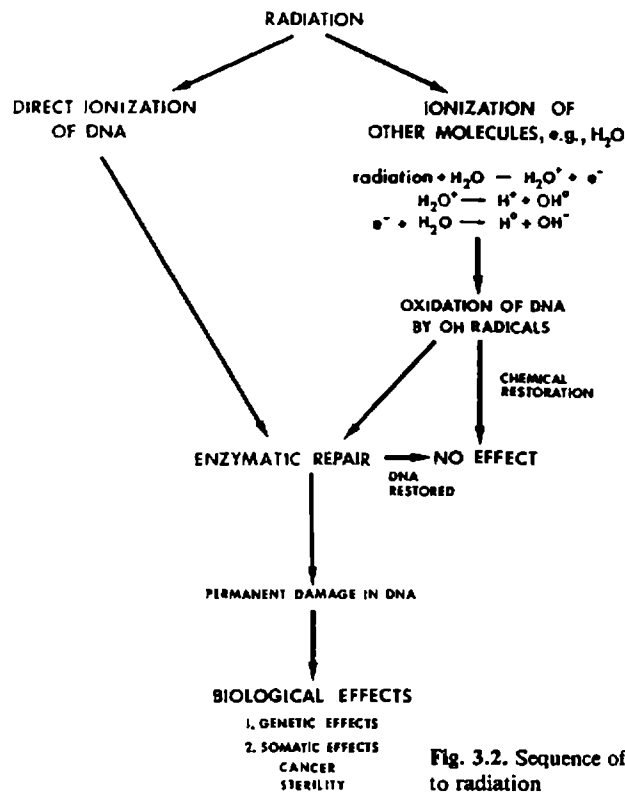 RADIATION
DIRECT IONIZATION
OF DNA
IONIZATION OF
OTHER MOLECULES, e.g., H₂O
radiation + H₂O — H₂O⁺ + e⁻
H₂O⁺ → H⁺ + OH⁰
e⁻ + H₂O → H⁰ + OH⁻
OXIDATION OF DNA
BY OH RADICALS
CHEMICAL
RESTORATION
ENZYMATIC REPAIR
NO EFFECT
DNA
RESTORED
PERMANENT DAMAGE IN DNA
BIOLOGICAL EFFECTS
1. GENETIC EFFECTS
2. SOMATIC EFFECTS
CANCER
STERILITY
Fig. 3.2. Sequence of
to radiation